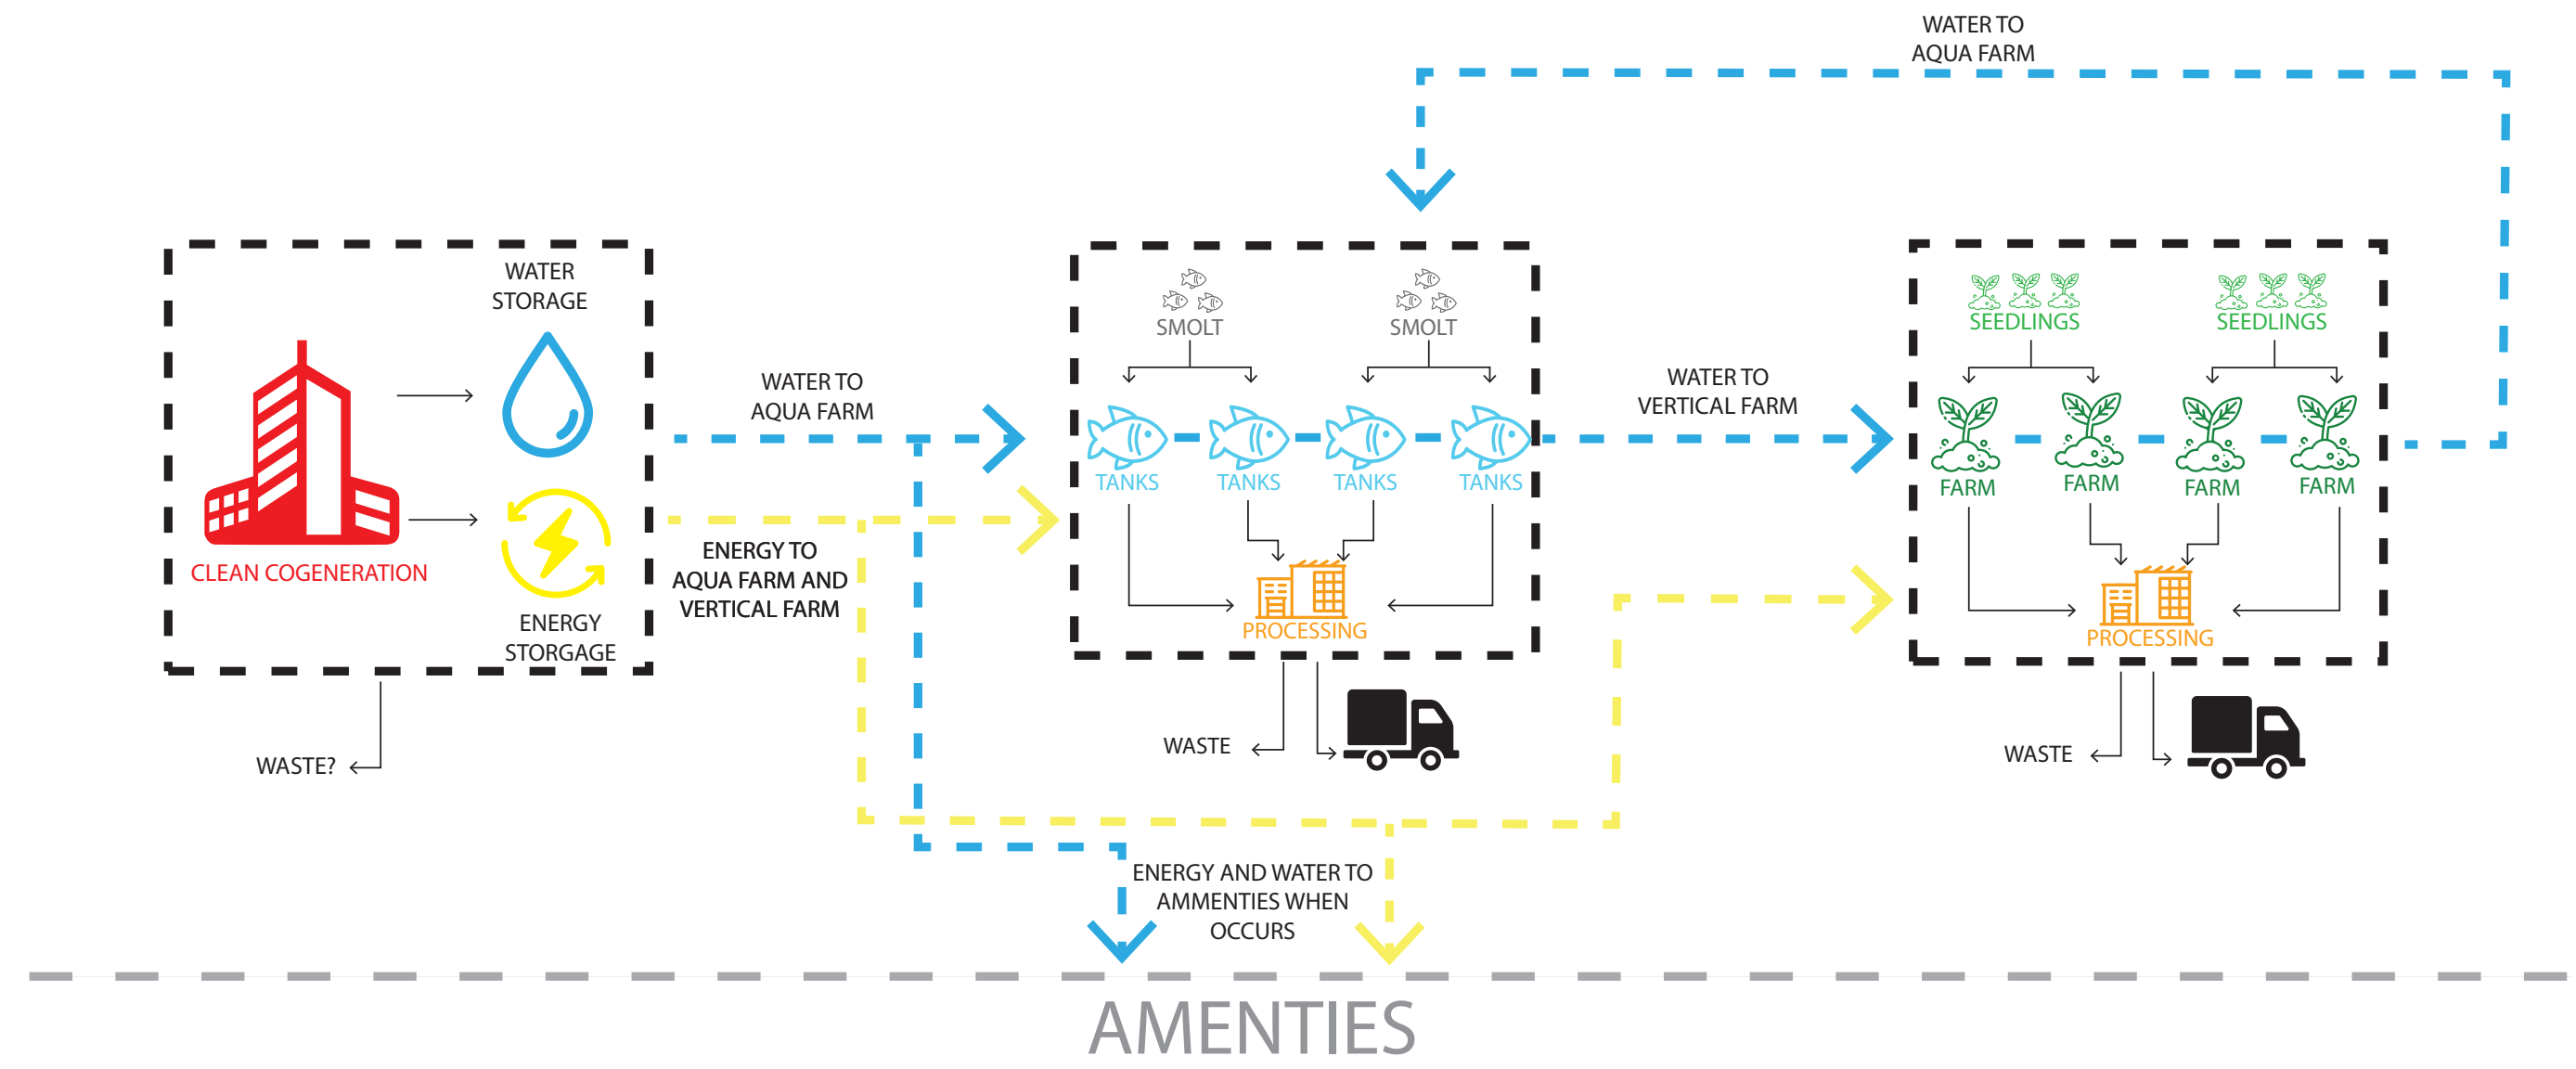 WATER TO
AQUA FARM
WATER
STORAGE
CLEAN COGENERATION
ENERGY
STORGAGE
WASTE?
WATER TO
AQUA FARM
ENERGY TO
AQUA FARM AND
VERTICAL FARM
SMOLT
SMOLT
TANKS
TANKS
TANKS
TANKS
PROCESSING
WASTE
WATER TO
VERTICAL FARM
SEEDLINGS
SEEDLINGS
FARM
FARM
FARM
FARM
PROCESSING
WASTE
ENERGY AND WATER TO
AMMENTIES WHEN
OCCURS
AMENTIES